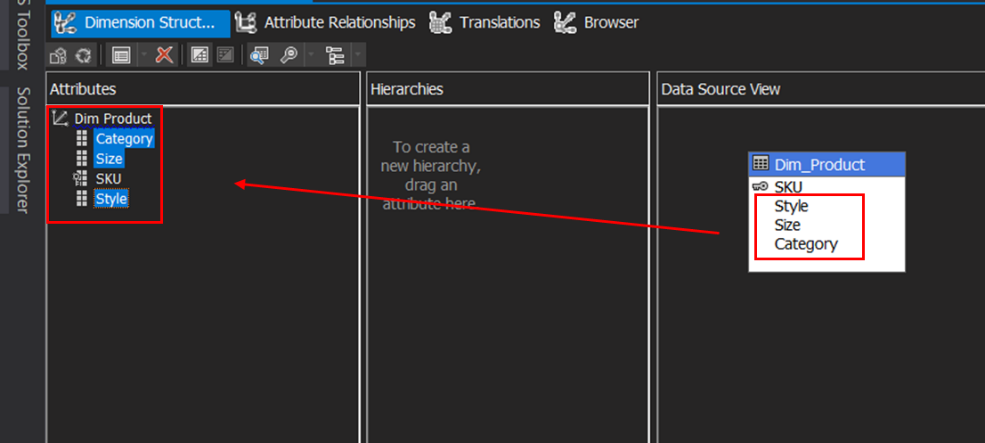 S Toolbox
Solution Explorer
Dimension Struct...
Attribute Relationships
Translations
Browser
Attributes
Dim Product
Category
Size
SKU
Style
Hierarchies
To create a
new hierarchy,
drag an
attribute here.
Data Source View
Dim_Product
SKU
Style
Size
Category